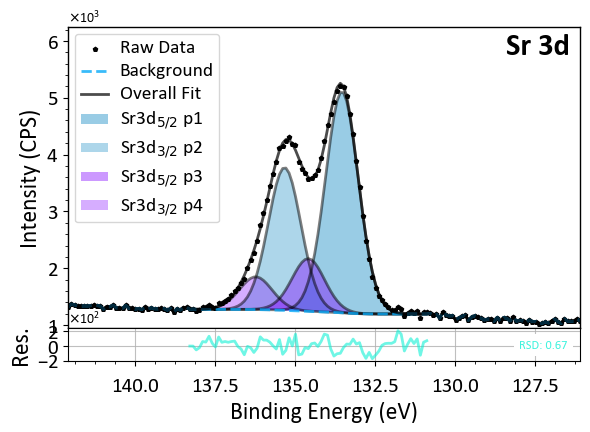 ×10³
Sr 3d
Raw Data
Background
Overall Fit
Sr3d5/2 p1
Sr3d3/2 p2
Sr3d5/2 p3
Sr3d3/2 p4
Intensity (CPS)
6
5
4
3
2
1
×10²
Res.
2
0
−2
RSD: 0.67
140.0 137.5 135.0 132.5 130.0 127.5
Binding Energy (eV)